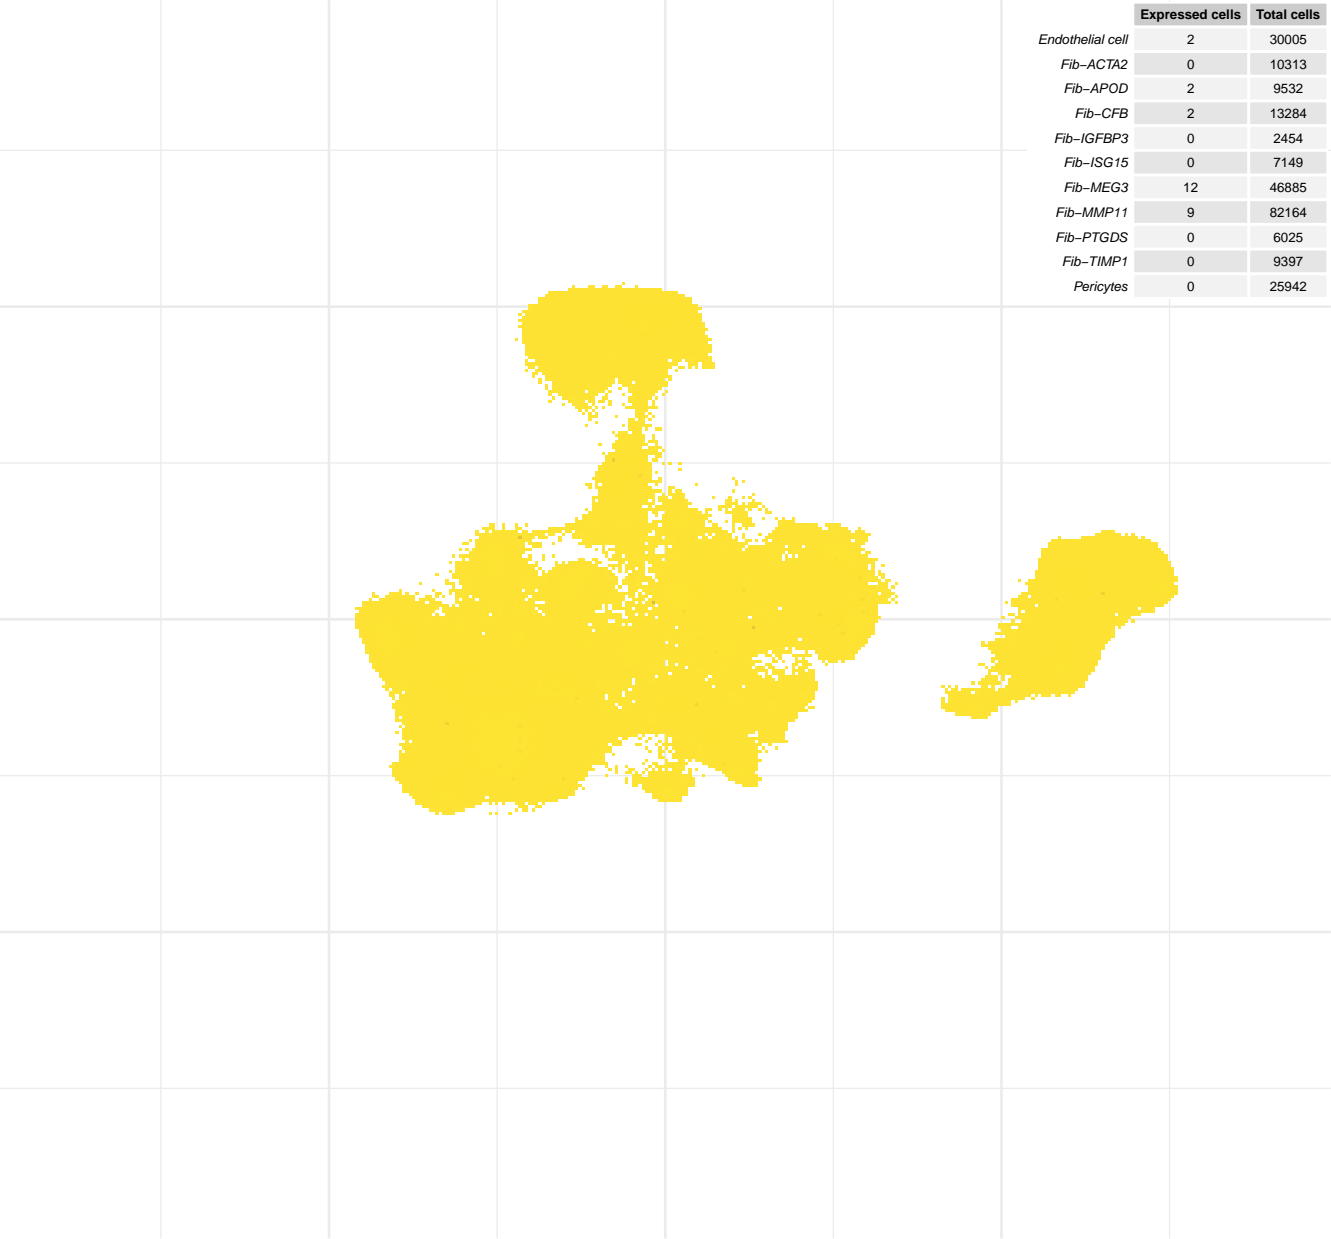 Expressed cells Total cells
Endothelial cell 2 30005
Fib−ACTA2 0 10313
Fib−APOD 2 9532
Fib−CFB 2 13284
Fib−IGFBP3 0 2454
Fib−ISG15 0 7149
Fib−MEG3 12 46885
Fib−MMP11 9 82164
Fib−PTGDS 0 6025
Fib−TIMP1 0 9397
Pericytes 0 25942